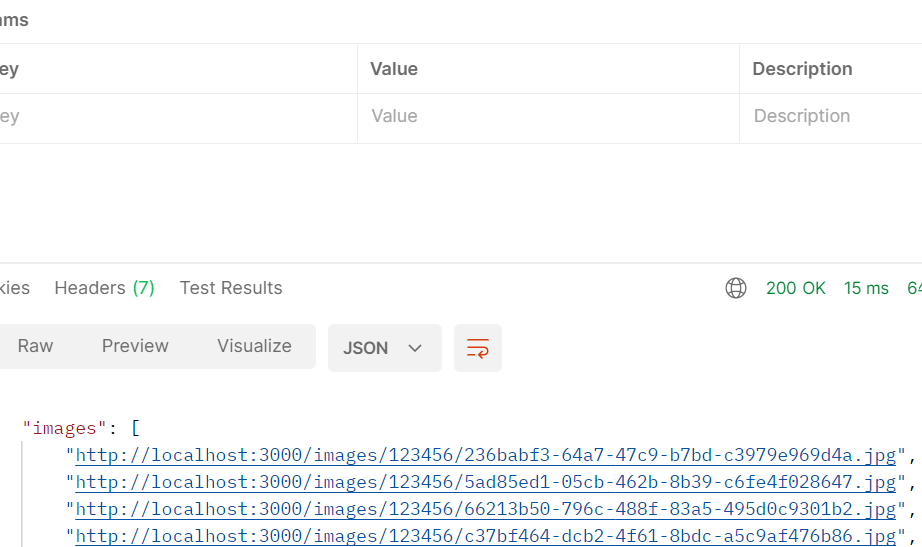 ams
ey Value Description
ey Value Description
kies Headers (7) Test Results 200 OK 15 ms 64
Raw Preview Visualize JSON
"images": [
"http://localhost:3000/images/123456/236babf3-64a7-47c9-b7bd-c3979e969d4a.jpg",
"http://localhost:3000/images/123456/5ad85ed1-05cb-462b-8b39-c6fe4f028647.jpg",
"http://localhost:3000/images/123456/66213b50-796c-488f-83a5-495d0c9301b2.jpg",
"http://localhost:3000/images/123456/c37bf464-dcb2-4f61-8bdc-a5c9af476b86.jpg",